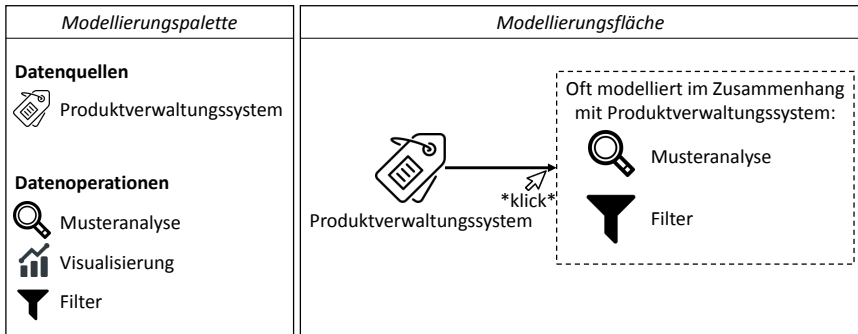 Modellierungspalette
Datenquellen
Produktverwaltungssystem
Datenoperationen
Musteranalyse
Visualisierung
Filter
Modellierungsfläche
Produktverwaltungssystem
*klick*
Oft modelliert im Zusammenhang
mit Produktverwaltungssystem:
Musteranalyse
Filter